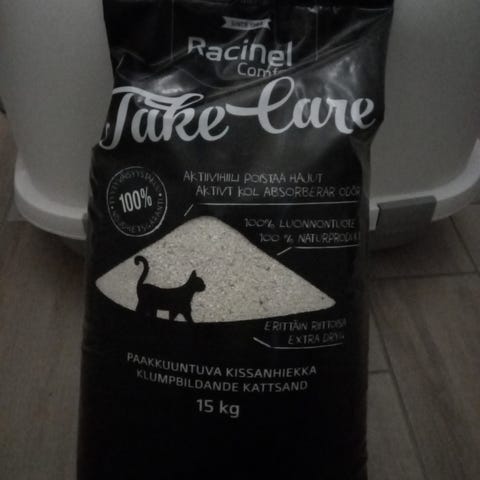 Racinel
Take Care
100%
AKTIIVIHIILI POISTAA HAJUT
AKTIVT KOL ABSORBERAR ODÖR
100% LUONNONTUOTE
100 % NATURPRODUKT
ERITTÄIN RIITTOISA
EXTRA DRYG
PAAKKUUNTUVA KISSANHIEKKA
KLUMPBILDANDE KATTSAND
15 kg